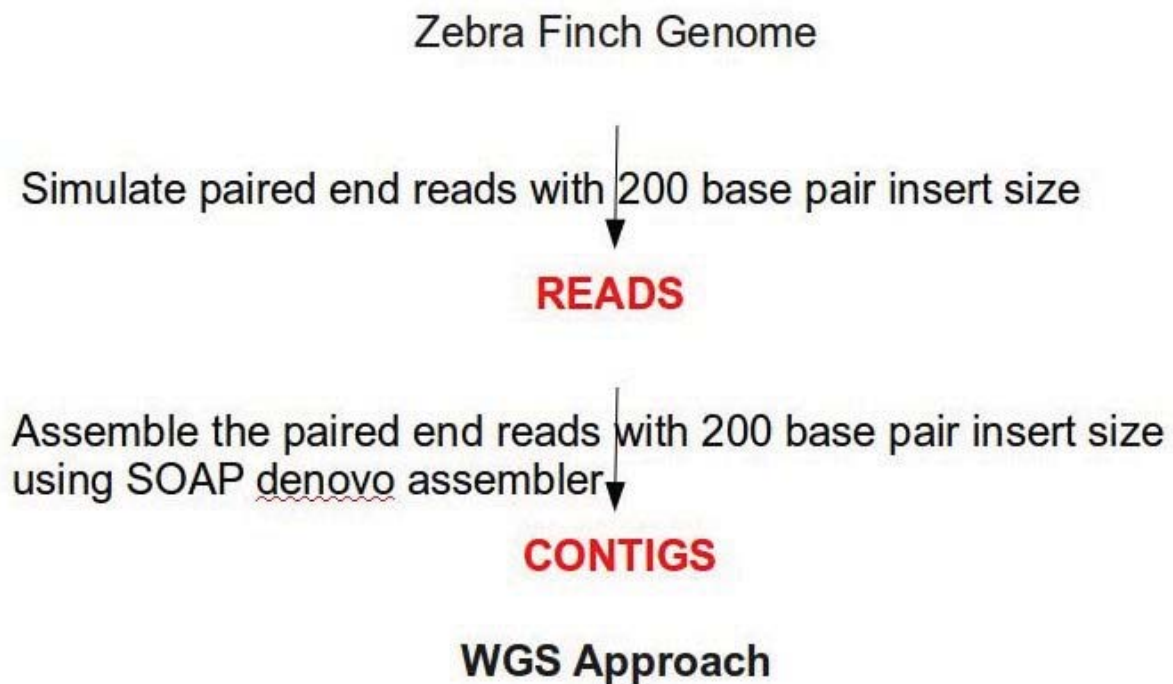 Zebra Finch Genome
Simulate paired end reads with 200 base pair insert size
READS
Assemble the paired end reads with 200 base pair insert size
using SOAP denovo assembler
CONTIGS
WGS Approach